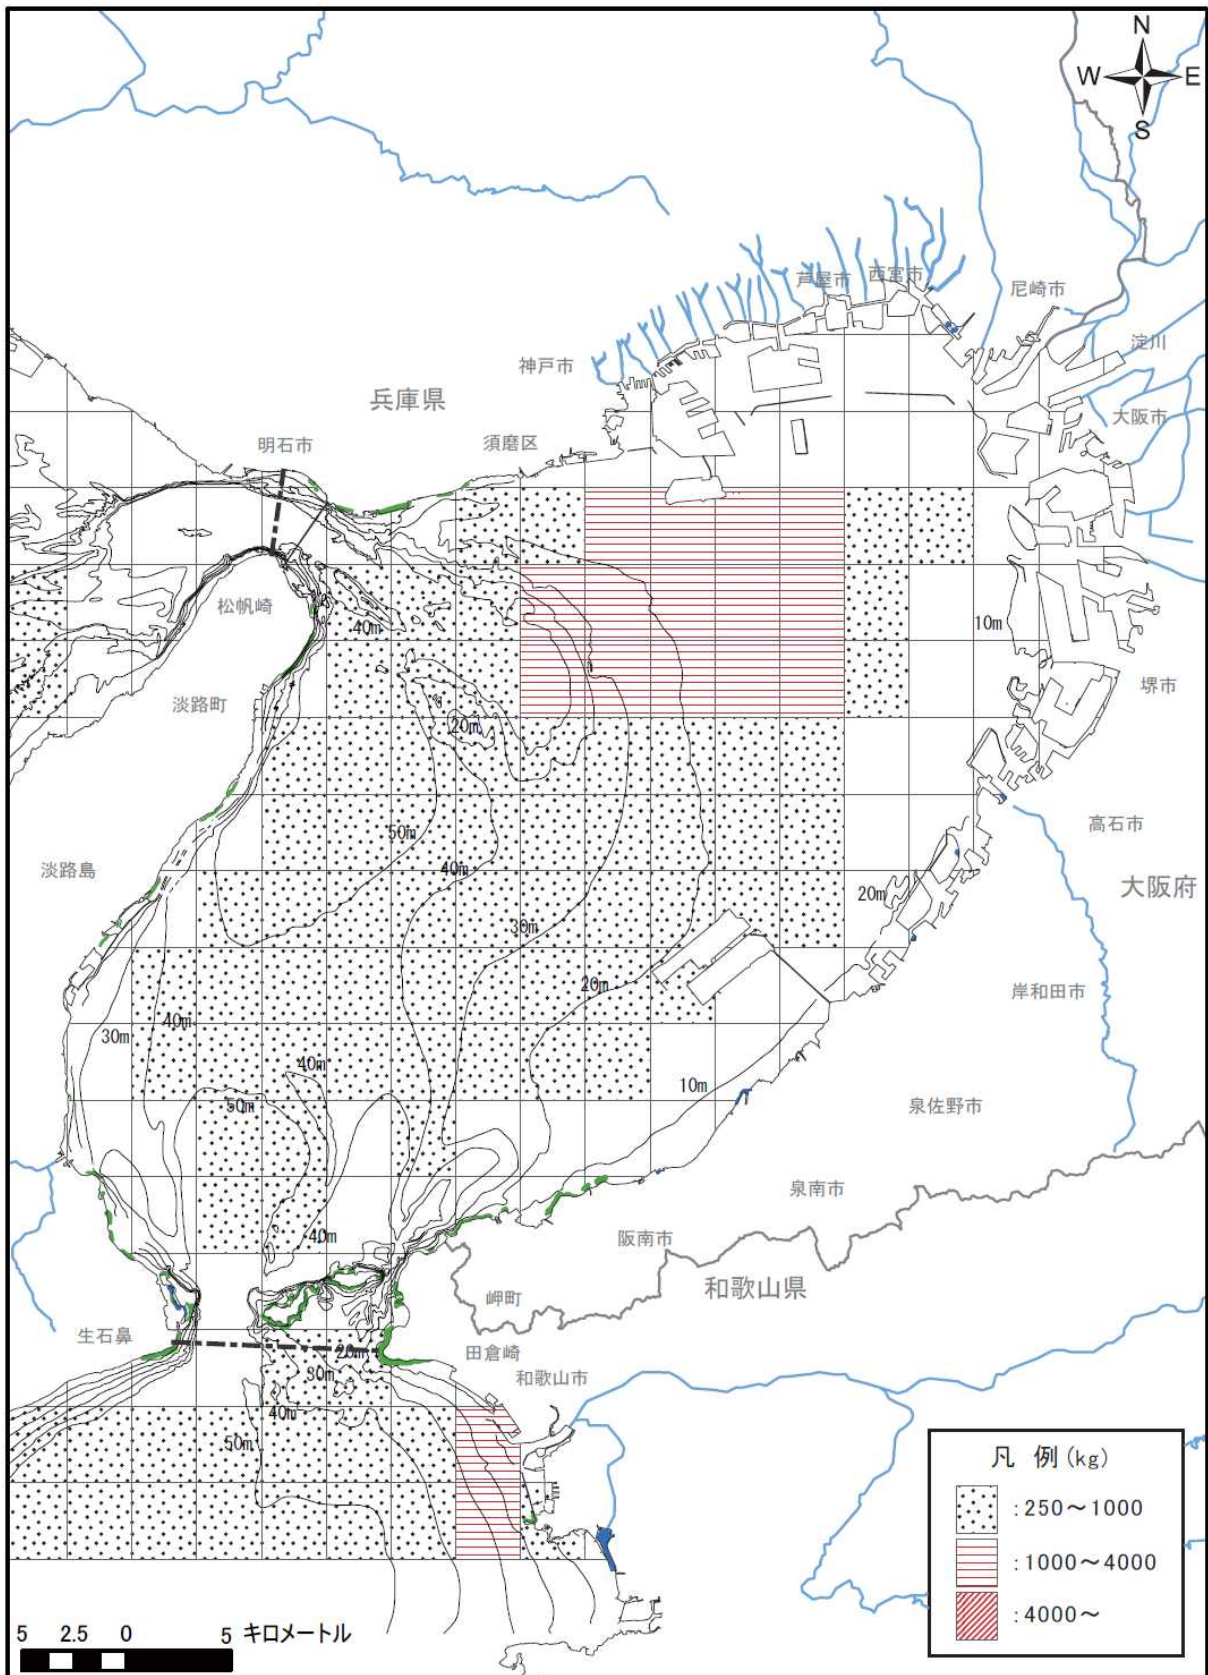 N
W E
S
芦屋市
西宮市
尼崎市
淀川
神戸市
兵庫県
大阪市
明石市
須磨区
松帆崎
40m
10m
堺市
淡路町
20m
高石市
50m
淡路島
40m
20m
大阪府
30m
20m
岸和田市
40m
30m
40m
10m
50m
泉佐野市
泉南市
40m
阪南市
岬町
和歌山県
生石鼻
20m
田倉崎
30m
和歌山市
40m
50m
凡 例 (kg)
:250～1000
:1000～4000
:4000～
5 2.5 0 5 キロメートル